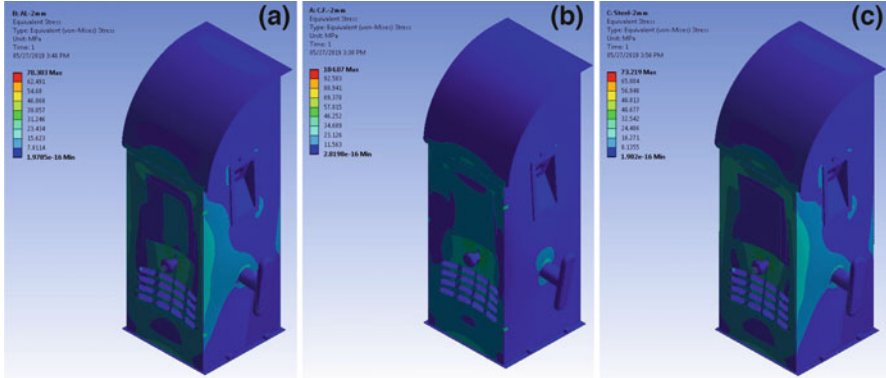 (a)
B: AL-2mm
Equivalent Stress
Type: Equivalent (von-Mises) Stress
Unit: MPa
Time: 1
70.303 Max
62.491
54.68
46.868
39.057
31.246
23.434
15.623
7.8114
1.9785e-16 Min
(b)
A: C.F.-2mm
Equivalent Stress
Type: Equivalent (von-Mises) Stress
Unit: MPa
Time: 1
104.07 Max
92.503
80.941
69.378
57.815
46.252
34.689
23.126
11.563
2.8198e-16 Min
(c)
C: Steel-2mm
Equivalent Stress
Type: Equivalent (von-Mises) Stress
Unit: MPa
Time: 1
73.219 Max
65.084
56.948
48.813
40.677
32.542
24.406
16.271
8.1355
1.982e-16 Min